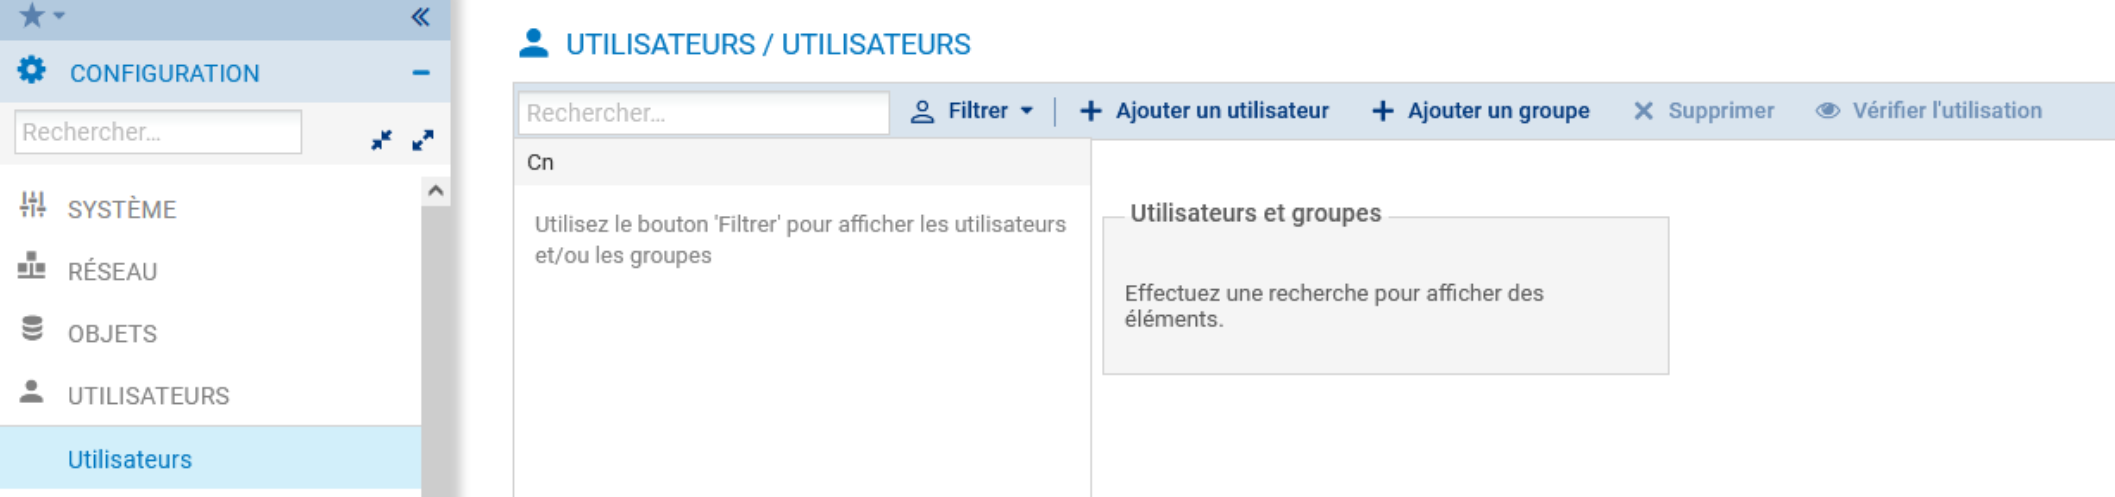 CONFIGURATION
Rechercher...
SYSTÈME
RÉSEAU
OBJETS
UTILISATEURS
Utilisateurs
UTILISATEURS / UTILISATEURS
Rechercher... Filtrer Ajouter un utilisateur Ajouter un groupe Supprimer Vérifier l'utilisation
Cn
Utilisez le bouton 'Filtrer' pour afficher les utilisateurs
et/ou les groupes
Utilisateurs et groupes
Effectuez une recherche pour afficher des
éléments.